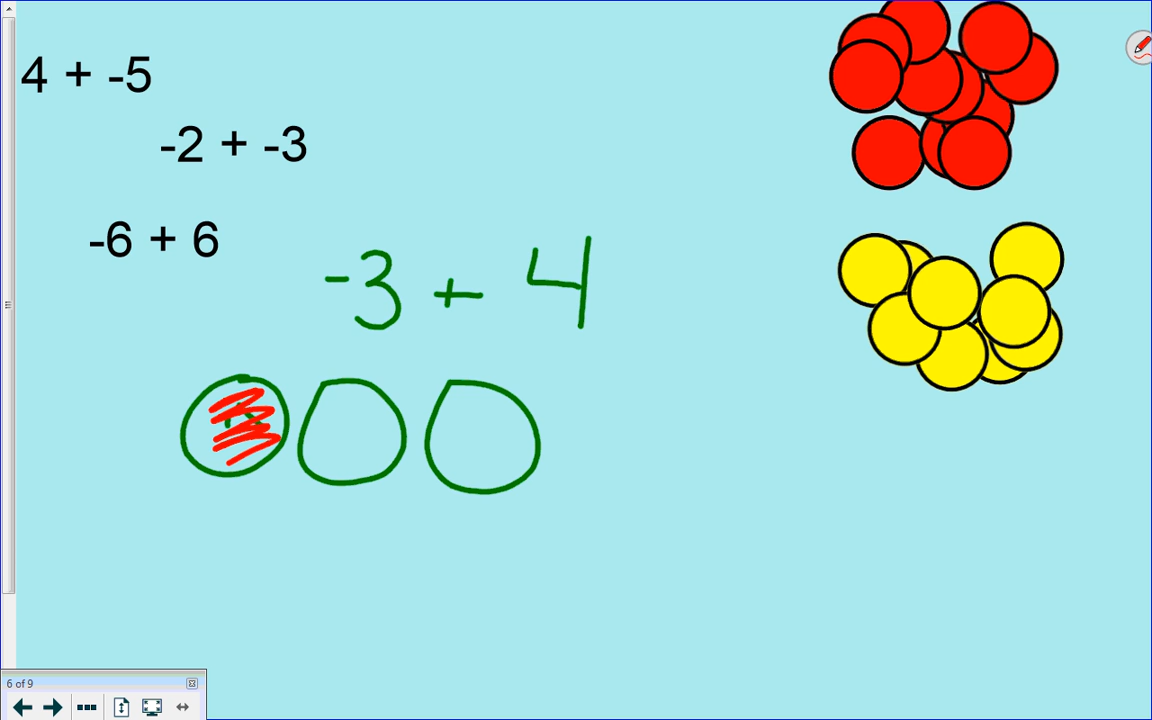 4 + -5
-2 + -3
-6 + 6
-3 + 4
6 of 9